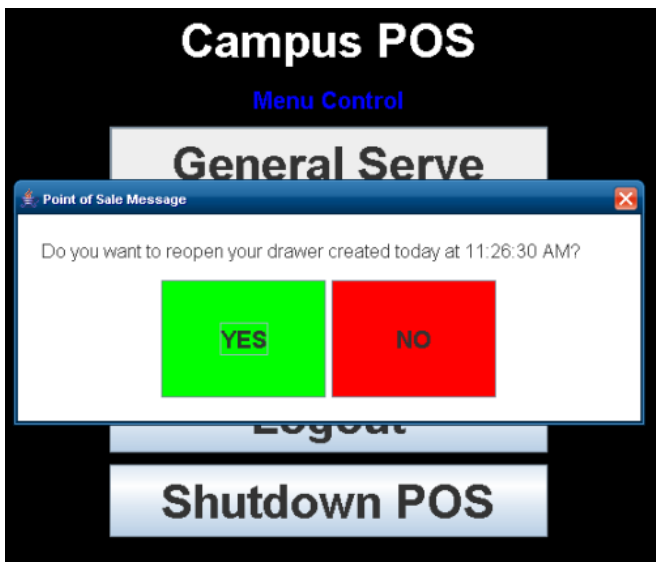 Campus POS
Menu Control
General Serve
Point of Sale Message
Do you want to reopen your drawer created today at 11:26:30 AM?
YES NO
Logout
Shutdown POS